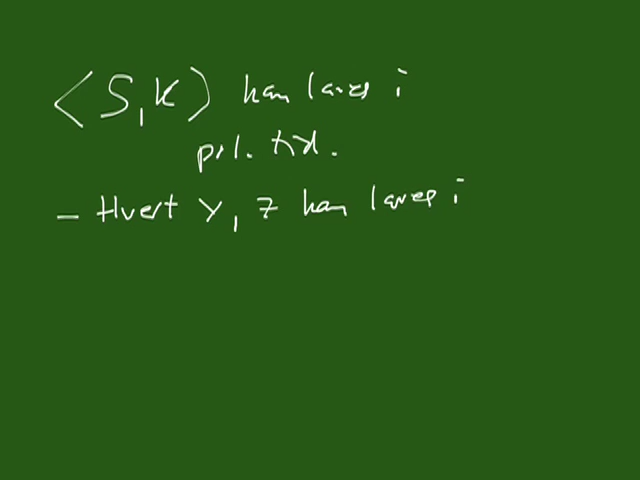 <S, K> kan laves i
pol. tid.
- Hvert Y, z kan laves i